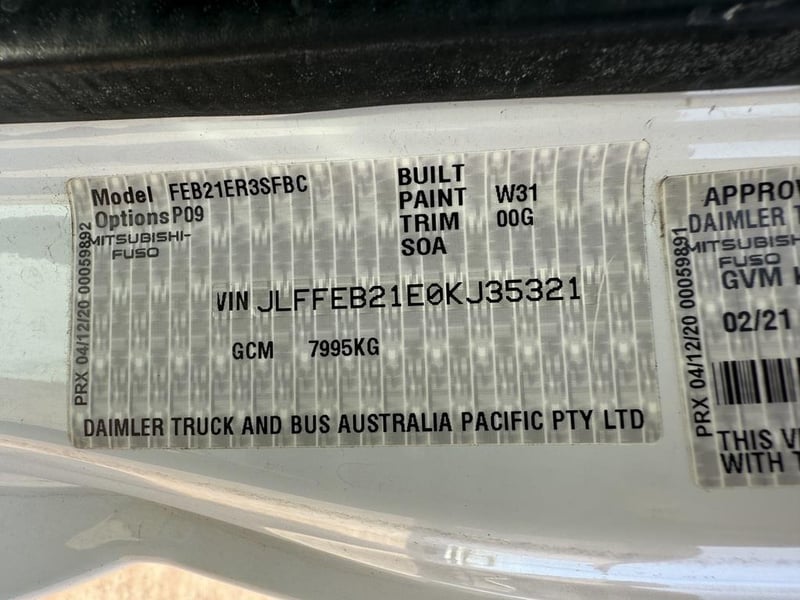 Model FEB21ER3SFBC
Options P09
MITSUBISHI-
FUSO
BUILT
PAINT W31
TRIM 00G
SOA
VIN JLFFEB21E0KJ35321
GCM 7995KG
DAIMLER TRUCK AND BUS AUSTRALIA PACIFIC PTY LTD
PRX 04/12/20 00059892
APPROV
DAIMLER T
MITSUBISH
FUSO
GVM
02/21
THIS V
WITH T
PRX 04/12/20 00059891